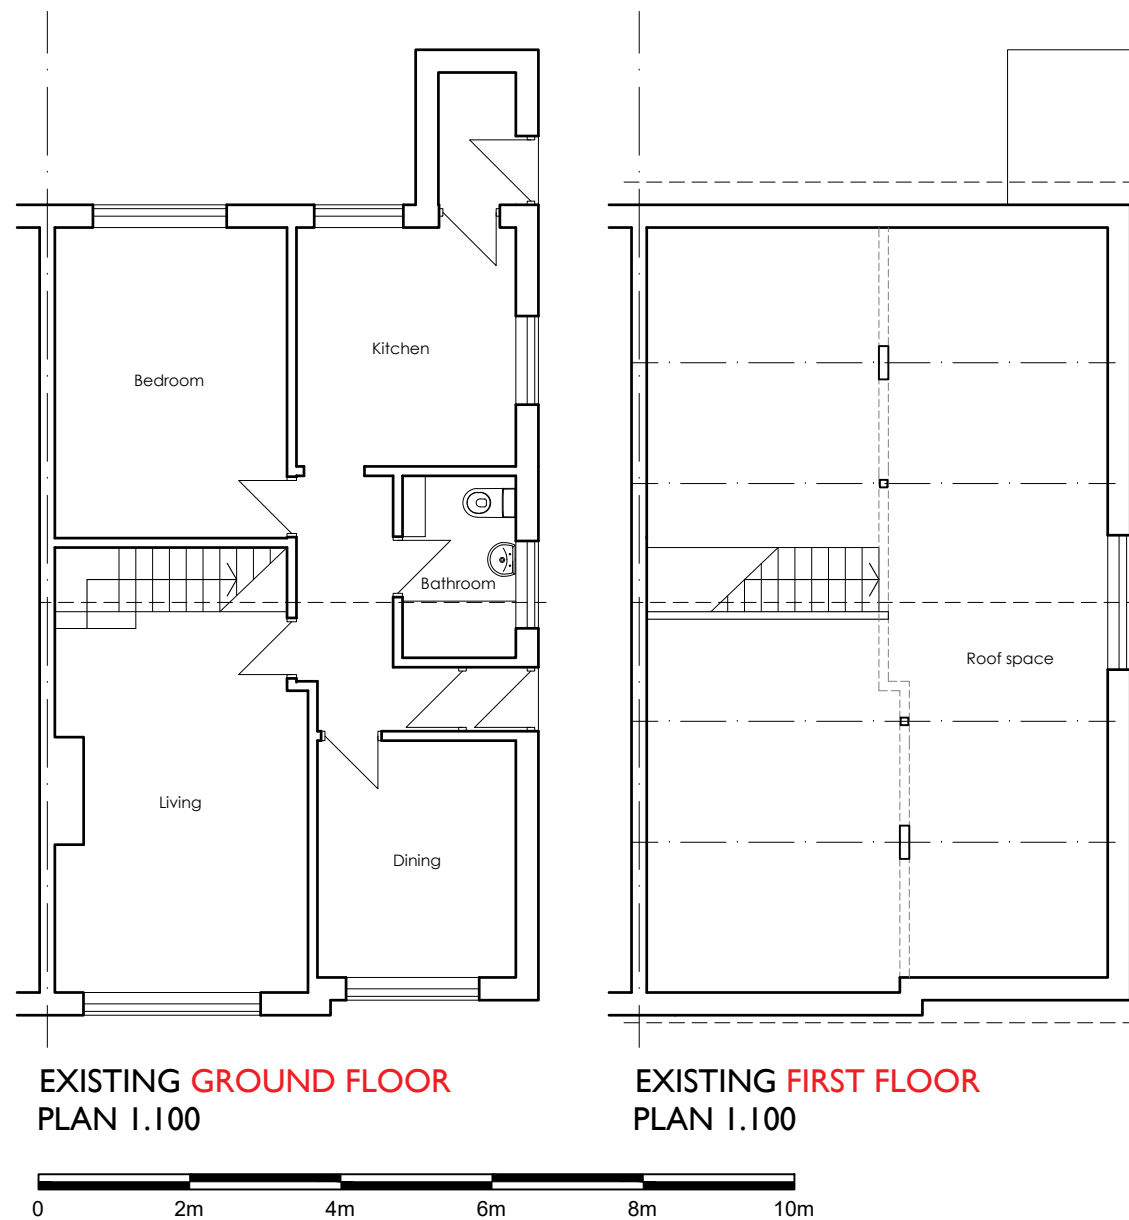 Kitchen
Bedroom
Bathroom
Living
Dining
Roof space
EXISTING GROUND FLOOR
PLAN 1.100
EXISTING FIRST FLOOR
PLAN 1.100
0 2m 4m 6m 8m 10m